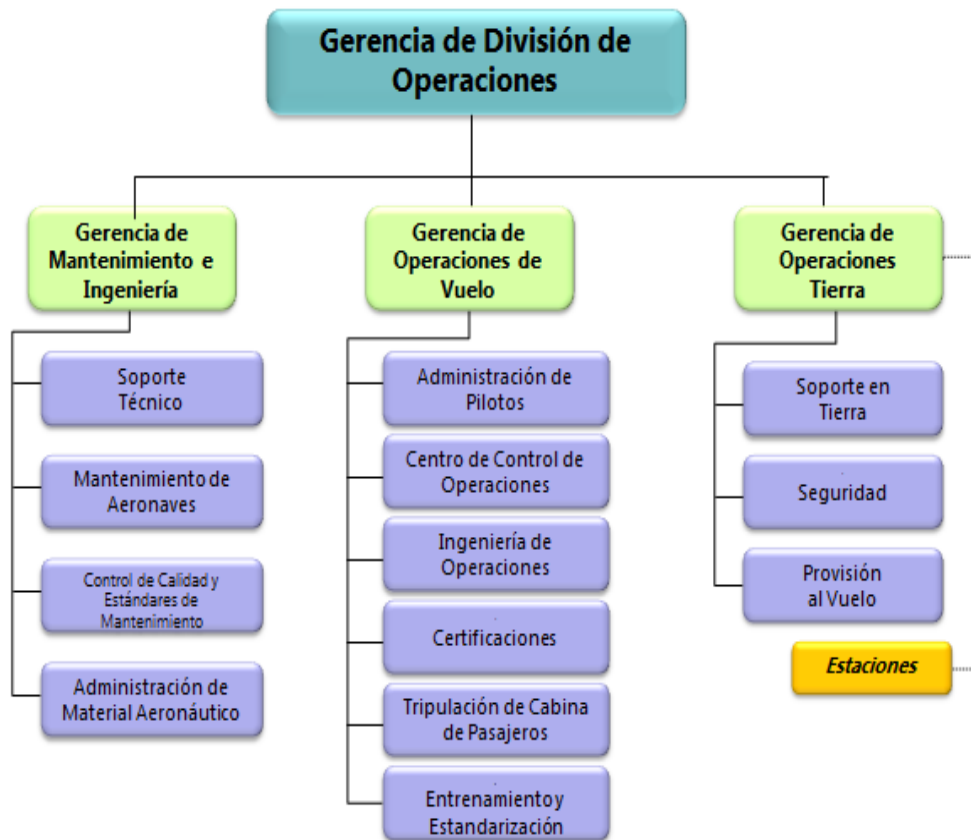 Gerencia de División de
Operaciones
Gerencia de
Mantenimiento e
Ingeniería
Soporte
Técnico
Mantenimiento de
Aeronaves
Control de Calidad y
Estándares de
Mantenimiento
Administración de
Material Aeronáutico
Gerencia de
Operaciones de
Vuelo
Administración de
Pilotos
Centro de Control de
Operaciones
Ingeniería de
Operaciones
Certificaciones
Tripulación de Cabina
de Pasajeros
Entrenamiento y
Estandarización
Gerencia de
Operaciones
Tierra
Soporte en
Tierra
Seguridad
Provisión
al Vuelo
Estaciones